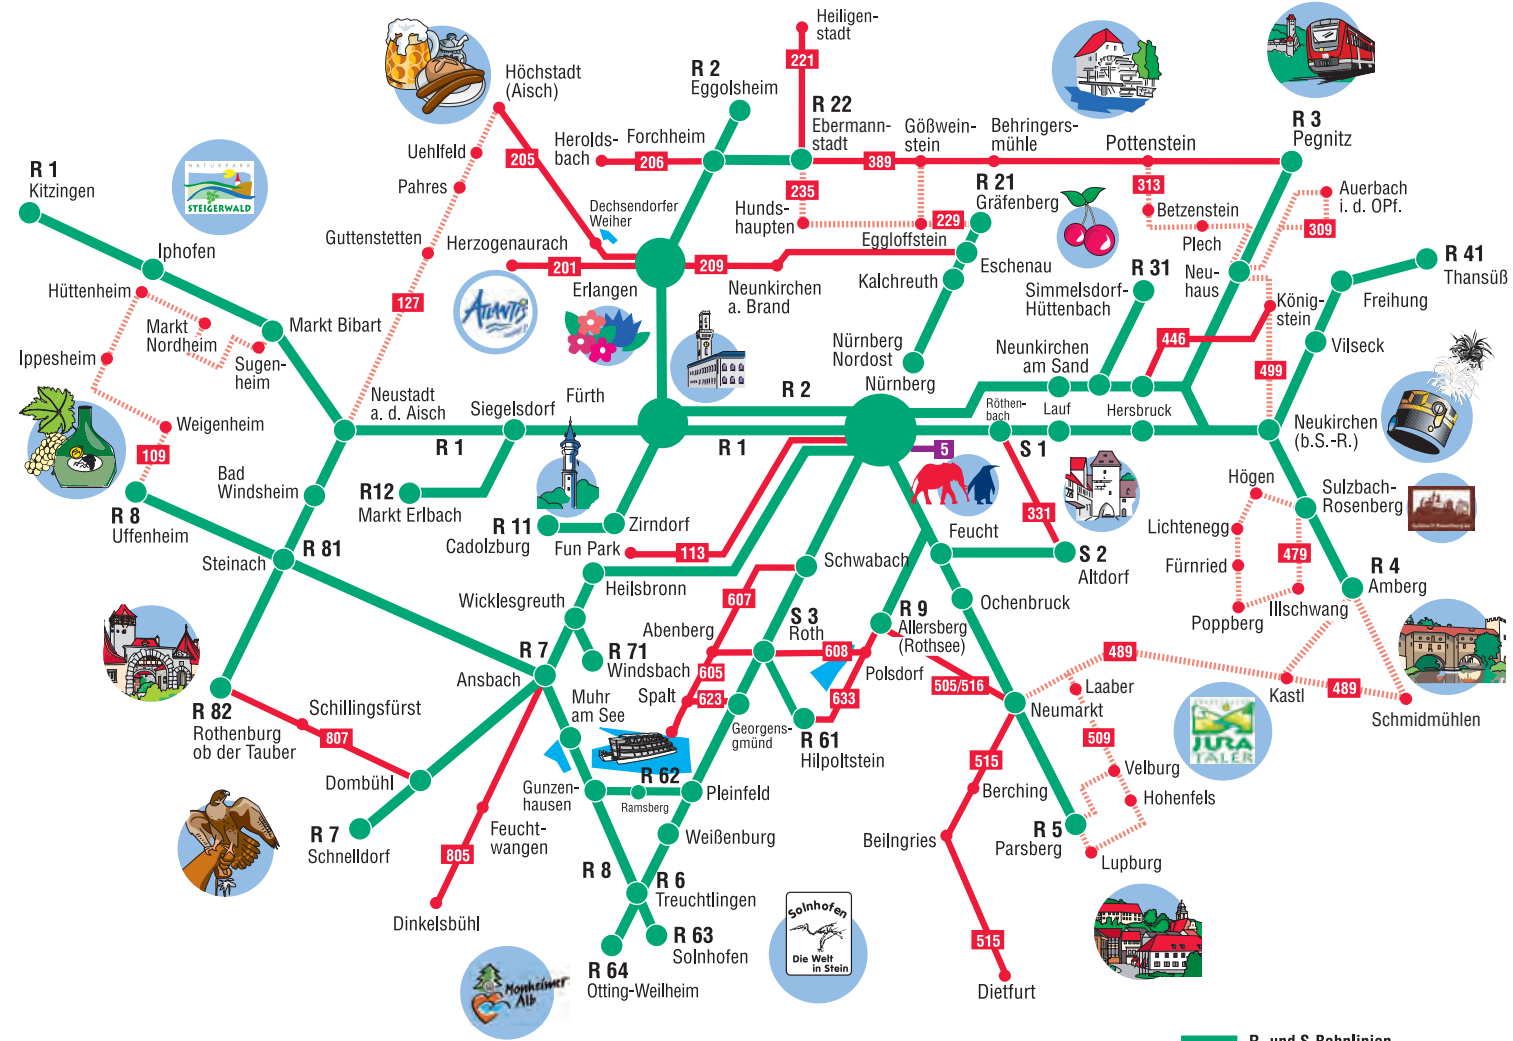 Heiligen-
stadt
221
R 2
Eggolsheim
Höchstadt
(Aisch)
R 22
Ebermann-
stadt
Gößwein-
stein
Behringers-
mühle
Pottenstein
R 3
Pegnitz
Herolds-
bach
Forchheim
206
389
205
Uehlfeld
Pahres
R 1
Kitzingen
NATURPARK
STEIGERWALD
235
Hunds-
haupten
229
R 21
Gräfenberg
313
Betzenstein
Plech
Auerbach
i. d. OPf.
309
Dechsendorfer
Weiher
Guttenstetten
Herzogenaurach
201
209
Eggloffstein
Eschenau
Iphofen
Hüttenheim
Markt
Nordheim
Sugen-
heim
Markt Bibart
Ippesheim
127
ATLANTIS
Erlangen
Neunkirchen
a. Brand
Kalchreuth
R 31
Simmelsdorf-
Hüttenbach
Neu-
haus
König-
stein
446
499
R 41
Thansüß
Freihung
Vilseck
Nürnberg
Nordost
Nürnberg
Neunkirchen
am Sand
R 2
Weigenheim
109
Neustadt
a. d. Aisch
Siegelsdorf
Fürth
R 1
R 1
Röthen-
bach
Lauf
Hersbruck
S 1
Neukirchen
(b.S.-R.)
5
Bad
Windsheim
R12
Markt Erlbach
R 8
Uffenheim
R 11
Cadolzburg
Zirndorf
Fun Park
113
331
Högen
Sulzbach-
Rosenberg
Lichtenegg
479
Fürnried
Poppberg
Illschwang
R 4
Amberg
Steinach
R 81
Feucht
S 2
Altdorf
Heilsbronn
Schwabach
Wicklesgreuth
607
Ochenbruck
Abenberg
S 3
Roth
R 9
Allersberg
(Rothsee)
R 7
Ansbach
R 71
Windsbach
608
605
Polsdorf
505/516
489
489
Kastl
Schmidmühlen
Laaber
Neumarkt
Spalt
623
633
Muhr
am See
Georgens-
gmünd
R 61
Hilpoltstein
R 82
Rothenburg
ob der Tauber
Schillingsfürst
807
Dombühl
509
JURA
TÄLER
Velburg
Hohenfels
515
Berching
R 62
Gunzen-
hausen
Ramsberg
Pleinfeld
R 7
Schnelldorf
Feucht-
wangen
805
Weißenburg
Beilngries
R 5
Parsberg
Lupburg
R 8
R 6
Treuchtlingen
Dinkelsbühl
Solnhofen
Die Welt
in Stein
515
R 63
Solnhofen
R 64
Otting-Weilheim
Monheimer
Alb
Dietfurt
R- und S-Bahnlinien